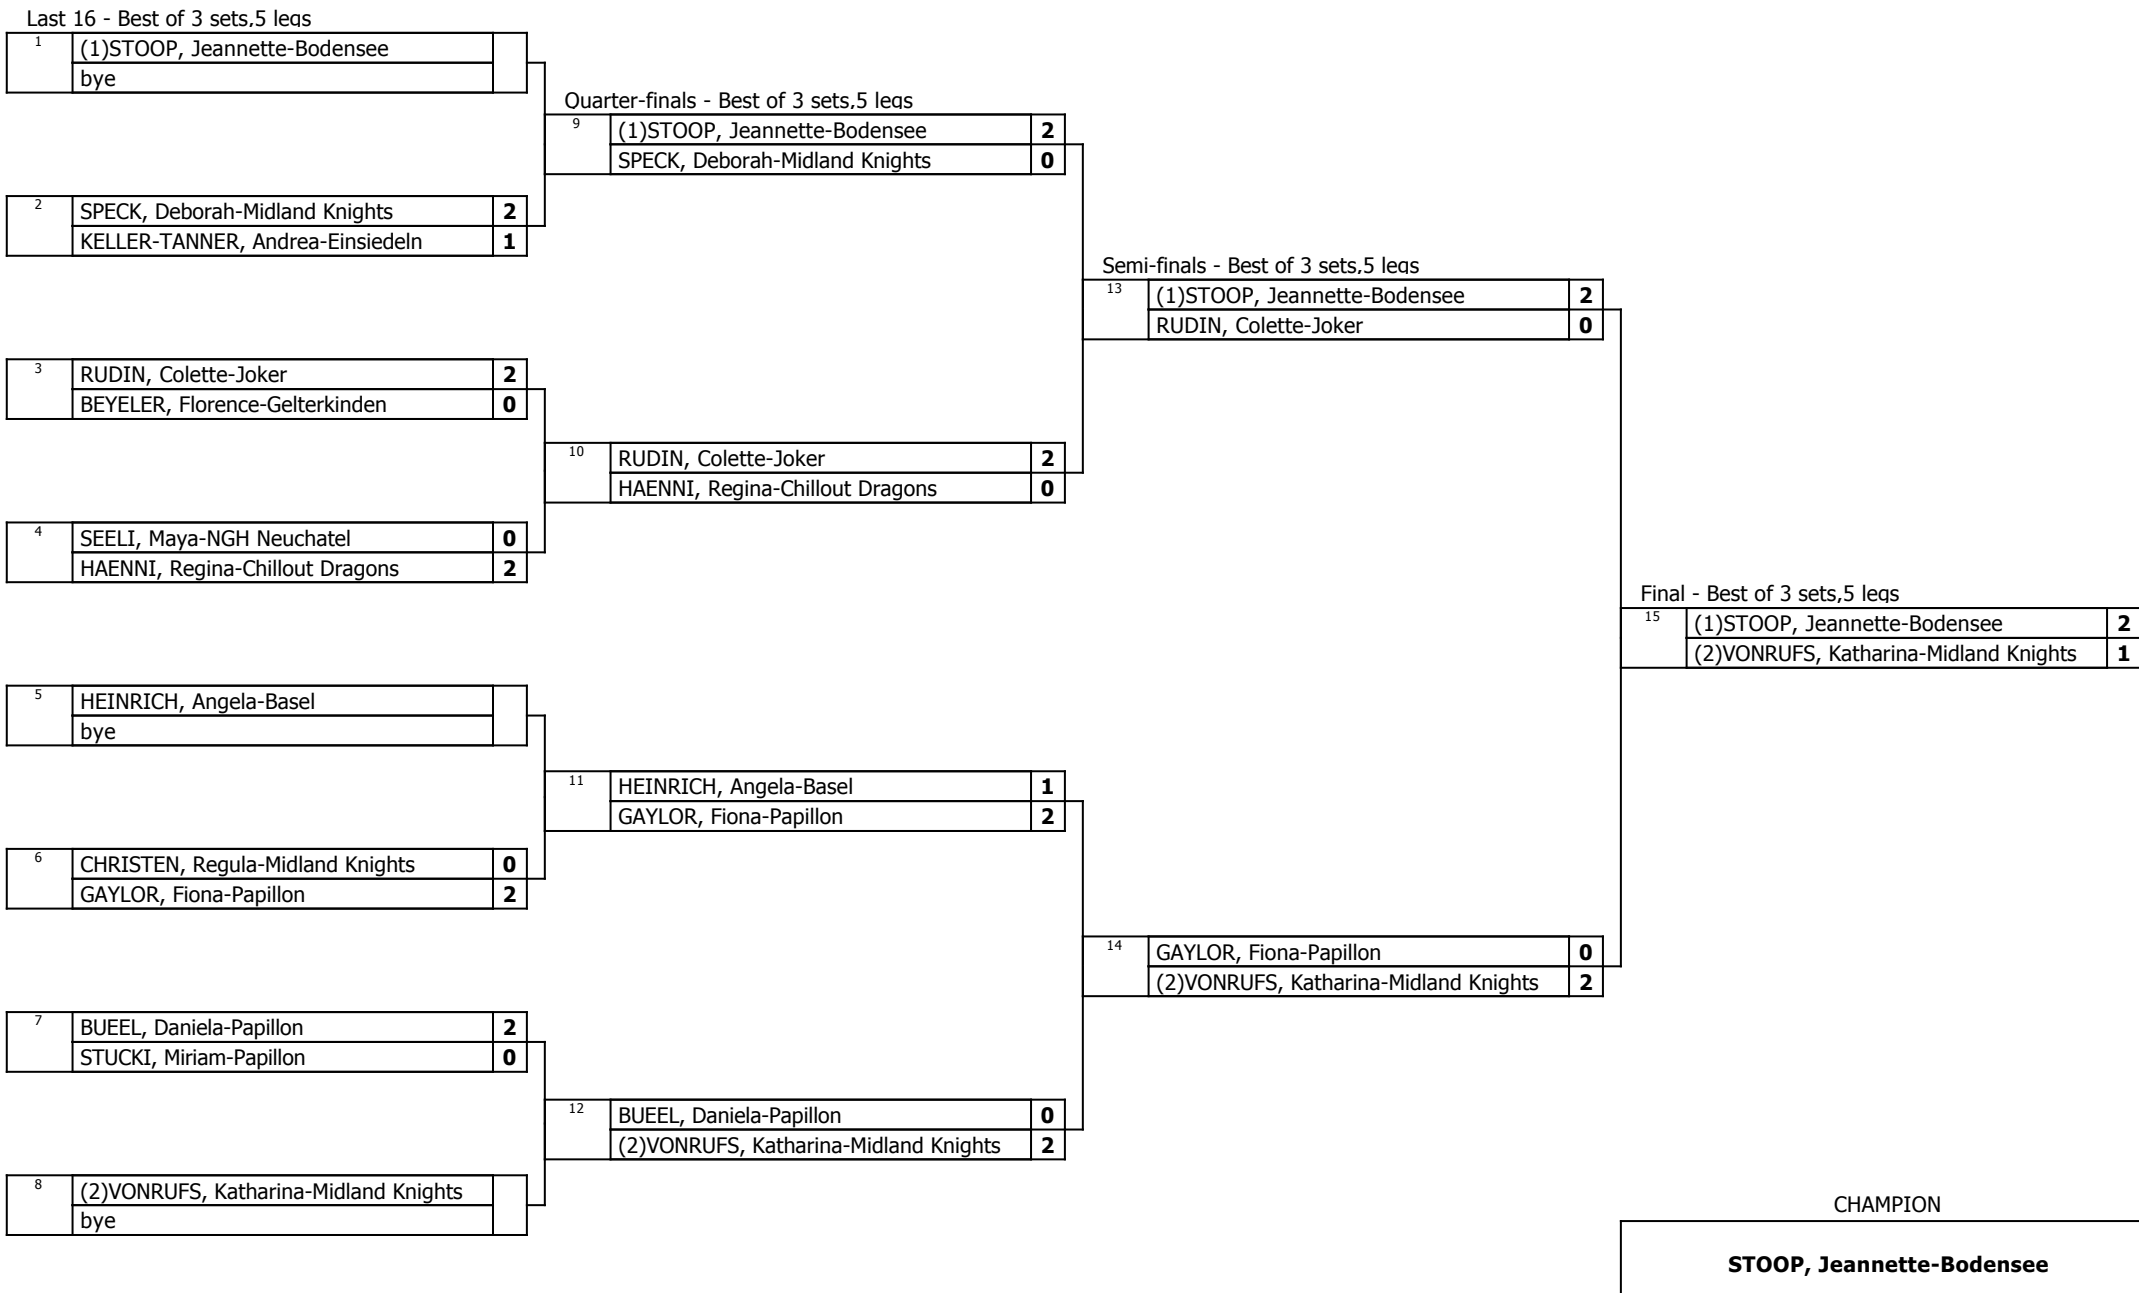 Last 16 - Best of 3 sets,5 legs
1
(1)STOOP, Jeannette-Bodensee
bye
2
SPECK, Deborah-Midland Knights 2
KELLER-TANNER, Andrea-Einsiedeln 1
3
RUDIN, Colette-Joker 2
BEYELER, Florence-Gelterkinden 0
4
SEELI, Maya-NGH Neuchatel 0
HAENNI, Regina-Chillout Dragons 2
5
HEINRICH, Angela-Basel
bye
6
CHRISTEN, Regula-Midland Knights 0
GAYLOR, Fiona-Papillon 2
7
BUEEL, Daniela-Papillon 2
STUCKI, Miriam-Papillon 0
8
(2)VONRUFS, Katharina-Midland Knights
bye
Quarter-finals - Best of 3 sets,5 legs
9
(1)STOOP, Jeannette-Bodensee 2
SPECK, Deborah-Midland Knights 0
10
RUDIN, Colette-Joker 2
HAENNI, Regina-Chillout Dragons 0
11
HEINRICH, Angela-Basel 1
GAYLOR, Fiona-Papillon 2
12
BUEEL, Daniela-Papillon 0
(2)VONRUFS, Katharina-Midland Knights 2
Semi-finals - Best of 3 sets,5 legs
13
(1)STOOP, Jeannette-Bodensee 2
RUDIN, Colette-Joker 0
14
GAYLOR, Fiona-Papillon 0
(2)VONRUFS, Katharina-Midland Knights 2
Final - Best of 3 sets,5 legs
15
(1)STOOP, Jeannette-Bodensee 2
(2)VONRUFS, Katharina-Midland Knights 1
CHAMPION
STOOP, Jeannette-Bodensee